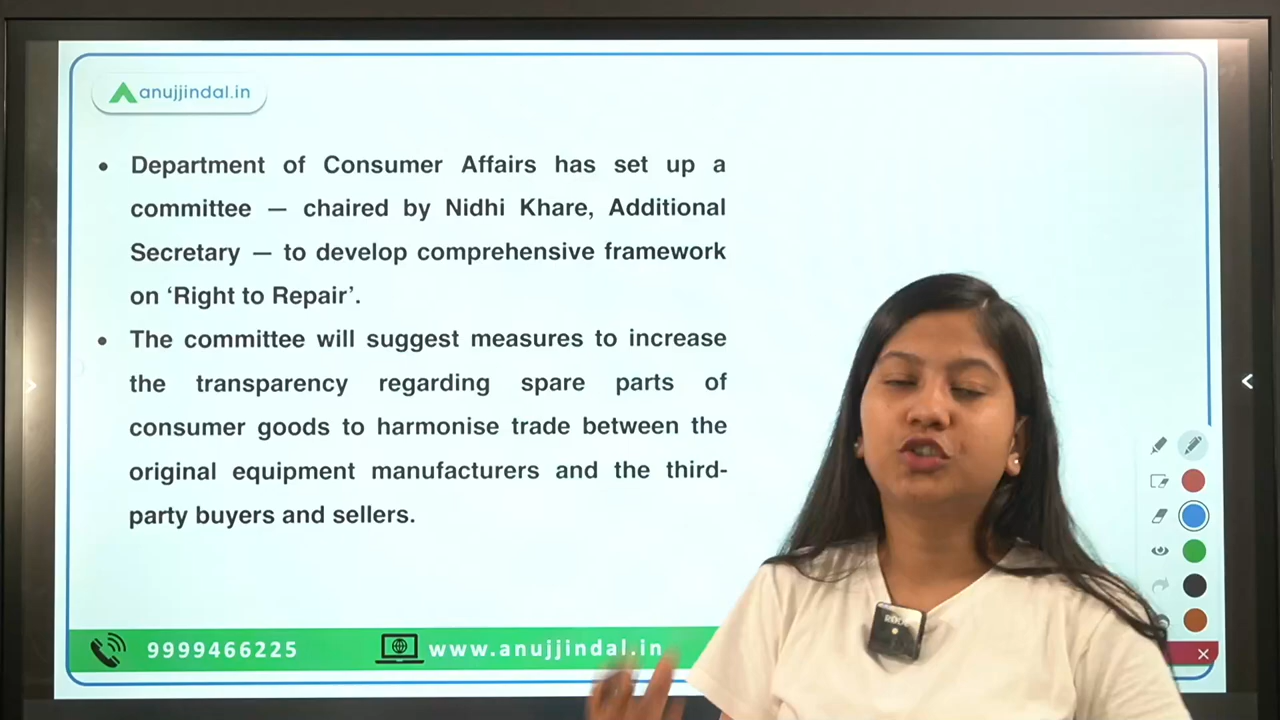 anujjindal.in
• Department of Consumer Affairs has set up a
committee — chaired by Nidhi Khare, Additional
Secretary — to develop comprehensive framework
on ‘Right to Repair’.
• The committee will suggest measures to increase
the transparency regarding spare parts of
consumer goods to harmonise trade between the
original equipment manufacturers and the third-
party buyers and sellers.
9999466225
www.anujjindal.in
RODE